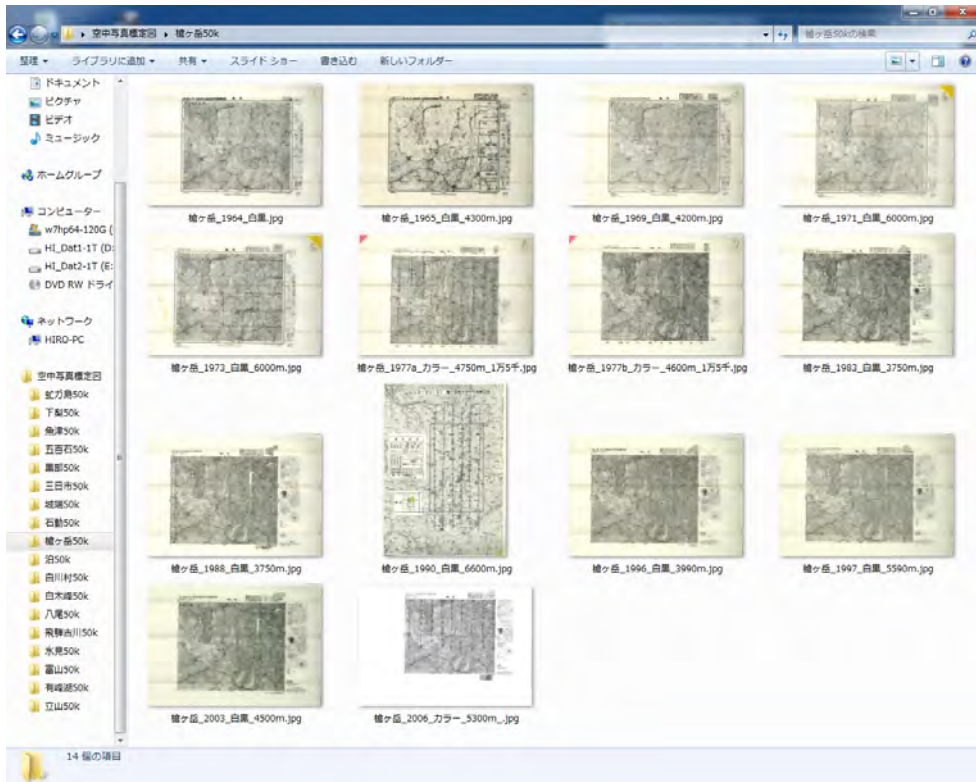 空中写真標定図 ▸ 槍ヶ岳50k
槍ヶ岳50kの検索
整理 ライブラリに追加 共有 スライド ショー 書き込む 新しいフォルダー
ドキュメント
ピクチャ
ビデオ
ミュージック
ホームグループ
コンピューター
w7hp64-120G (
HI_Dat1-1T (D:
HI_Dat2-1T (E:
DVD RW ドライ
ネットワーク
HIRO-PC
空中写真標定図
虻ガ島50k
下梨50k
魚津50k
五百石50k
黒部50k
三日市50k
城端50k
石動50k
槍ヶ岳50k
泊50k
白川村50k
白木峰50k
八尾50k
飛騨古川50k
氷見50k
富山50k
有峰湖50k
立山50k
槍ヶ岳_1964_白黒.jpg
槍ヶ岳_1965_白黒_4300m.jpg
槍ヶ岳_1969_白黒_4200m.jpg
槍ヶ岳_1971_白黒_6000m.jpg
槍ヶ岳_1973_白黒_6000m.jpg
槍ヶ岳_1977a_カラー_4750m_1万5千.jpg
槍ヶ岳_1977b_カラー_4600m_1万5千.jpg
槍ヶ岳_1983_白黒_3750m.jpg
槍ヶ岳_1988_白黒_3750m.jpg
槍ヶ岳_1990_白黒_6600m.jpg
槍ヶ岳_1996_白黒_3990m.jpg
槍ヶ岳_1997_白黒_5590m.jpg
槍ヶ岳_2003_白黒_4500m.jpg
槍ヶ岳_2006_カラー_5300m_.jpg
14 個の項目